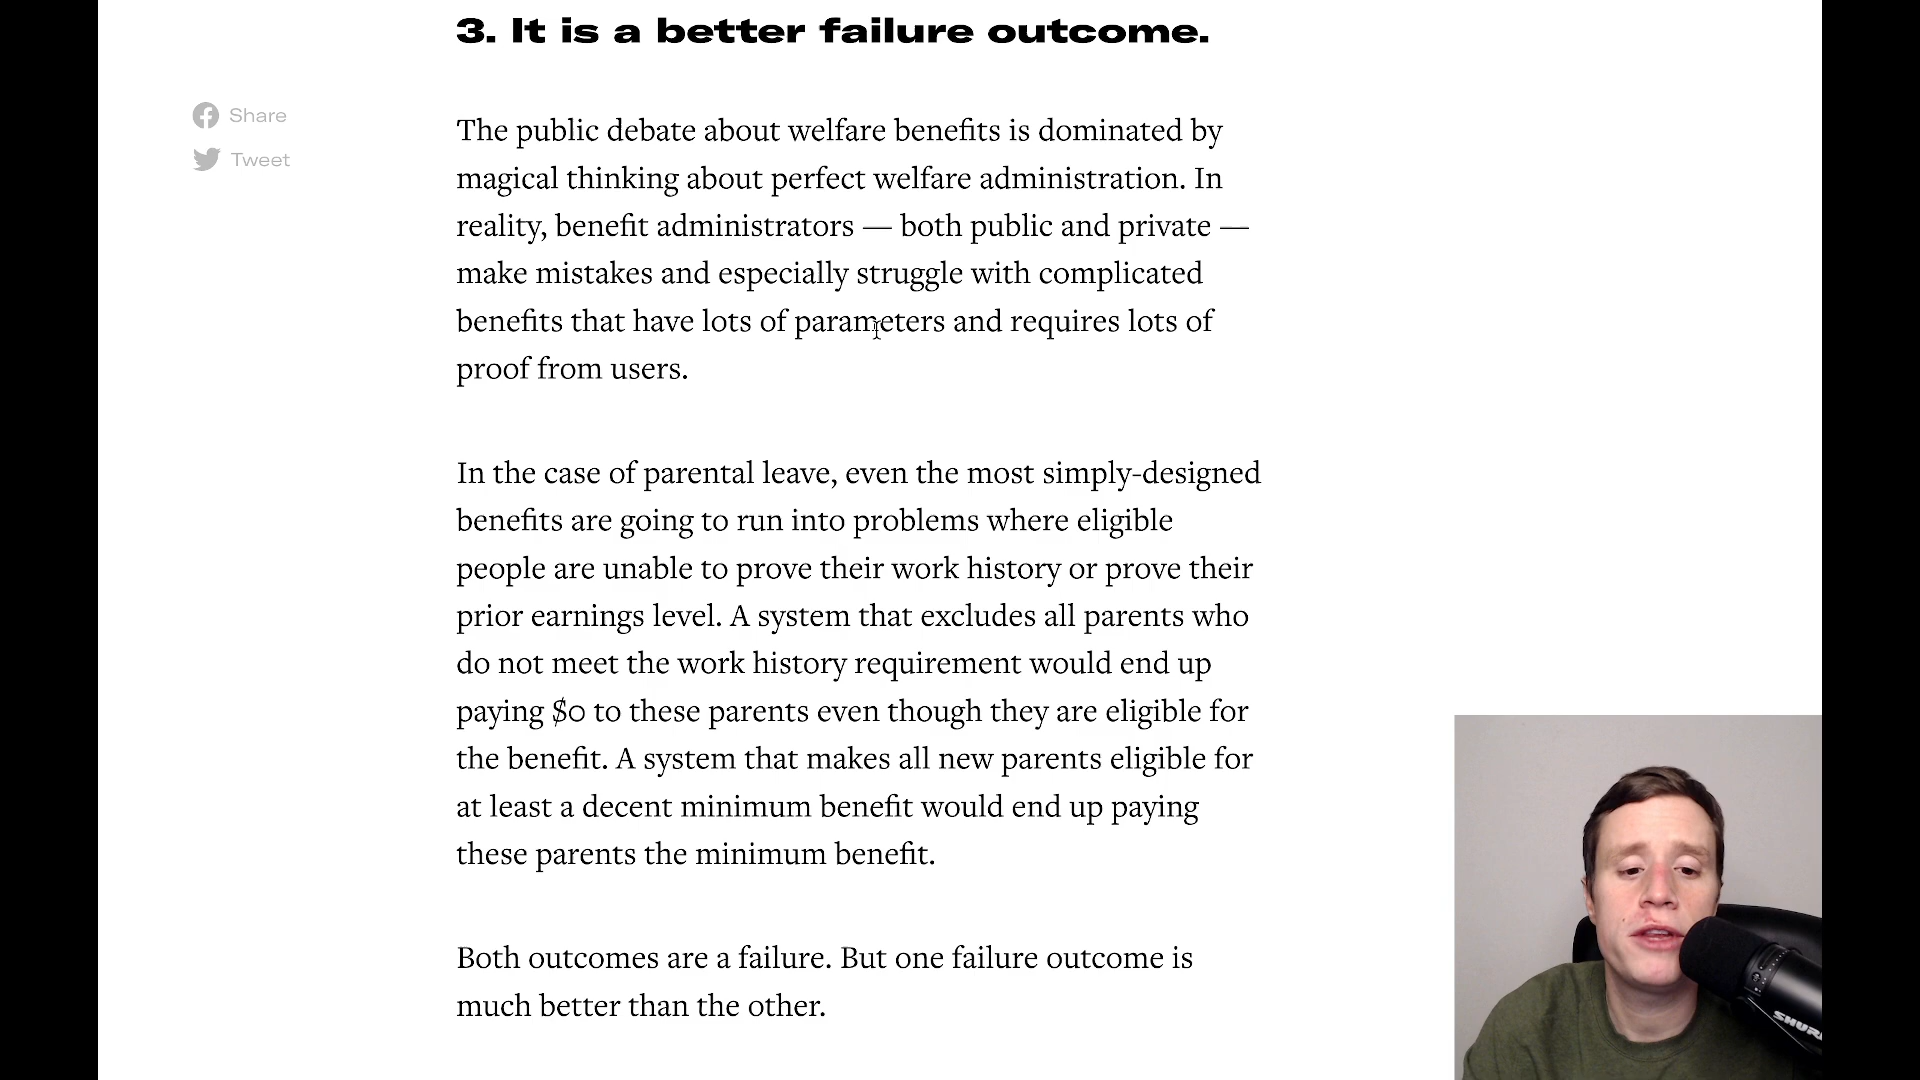 3. It is a better failure outcome.
Share
Tweet
The public debate about welfare benefits is dominated by
magical thinking about perfect welfare administration. In
reality, benefit administrators — both public and private —
make mistakes and especially struggle with complicated
benefits that have lots of parameters and requires lots of
proof from users.
In the case of parental leave, even the most simply-designed
benefits are going to run into problems where eligible
people are unable to prove their work history or prove their
prior earnings level. A system that excludes all parents who
do not meet the work history requirement would end up
paying $0 to these parents even though they are eligible for
the benefit. A system that makes all new parents eligible for
at least a decent minimum benefit would end up paying
these parents the minimum benefit.
Both outcomes are a failure. But one failure outcome is
much better than the other.
SHURE